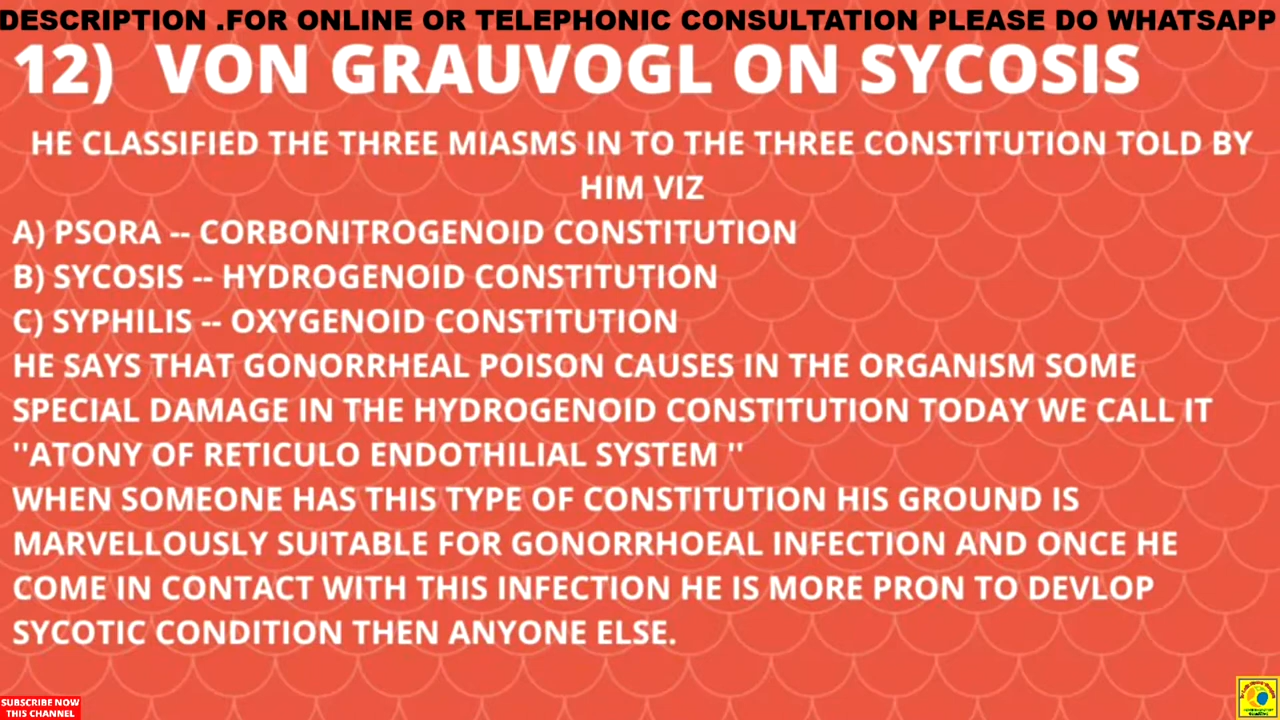 DESCRIPTION .FOR ONLINE OR TELEPHONIC CONSULTATION PLEASE DO WHATSAPP
12) VON GRAUVOGL ON SYCOSIS
HE CLASSIFIED THE THREE MIASMS IN TO THE THREE CONSTITUTION TOLD BY
HIM VIZ
A) PSORA -- CORBONITROGENOID CONSTITUTION
B) SYCOSIS -- HYDROGENOID CONSTITUTION
C) SYPHILIS -- OXYGENOID CONSTITUTION
HE SAYS THAT GONORRHEAL POISON CAUSES IN THE ORGANISM SOME
SPECIAL DAMAGE IN THE HYDROGENOID CONSTITUTION TODAY WE CALL IT
''ATONY OF RETICULO ENDOTHILIAL SYSTEM ''
WHEN SOMEONE HAS THIS TYPE OF CONSTITUTION HIS GROUND IS
MARVELLOUSLY SUITABLE FOR GONORRHOEAL INFECTION AND ONCE HE
COME IN CONTACT WITH THIS INFECTION HE IS MORE PRON TO DEVLOP
SYCOTIC CONDITION THEN ANYONE ELSE.
SUBSCRIBE NOW
THIS CHANNEL